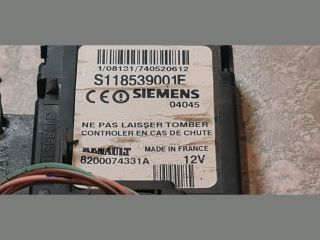 1/08131/740520612
S118539001E
CE SIEMENS
04045
NE PAS LAISSER TOMBER
CONTROLER EN CAS DE CHUTE
RENAULT MADE IN FRANCE
8200074331A 12V